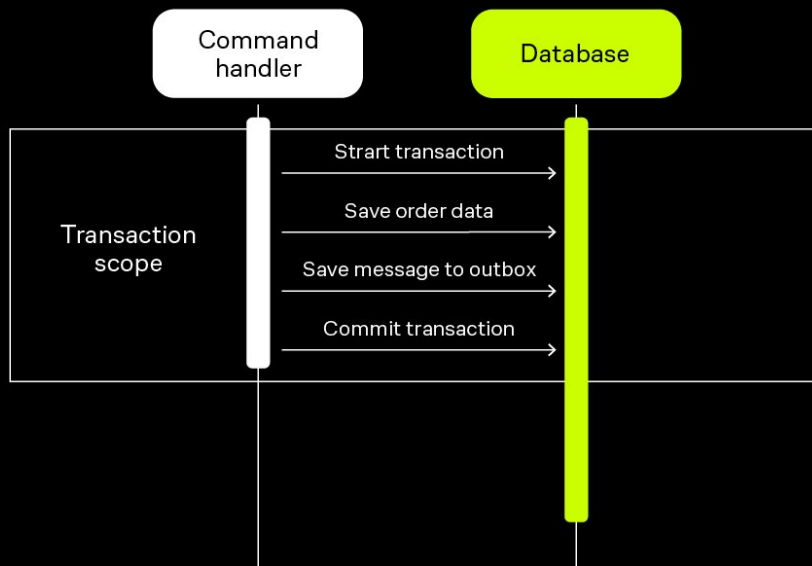 Command
handler
Database
Strart transaction
Save order data
Transaction
scope
Save message to outbox
Commit transaction